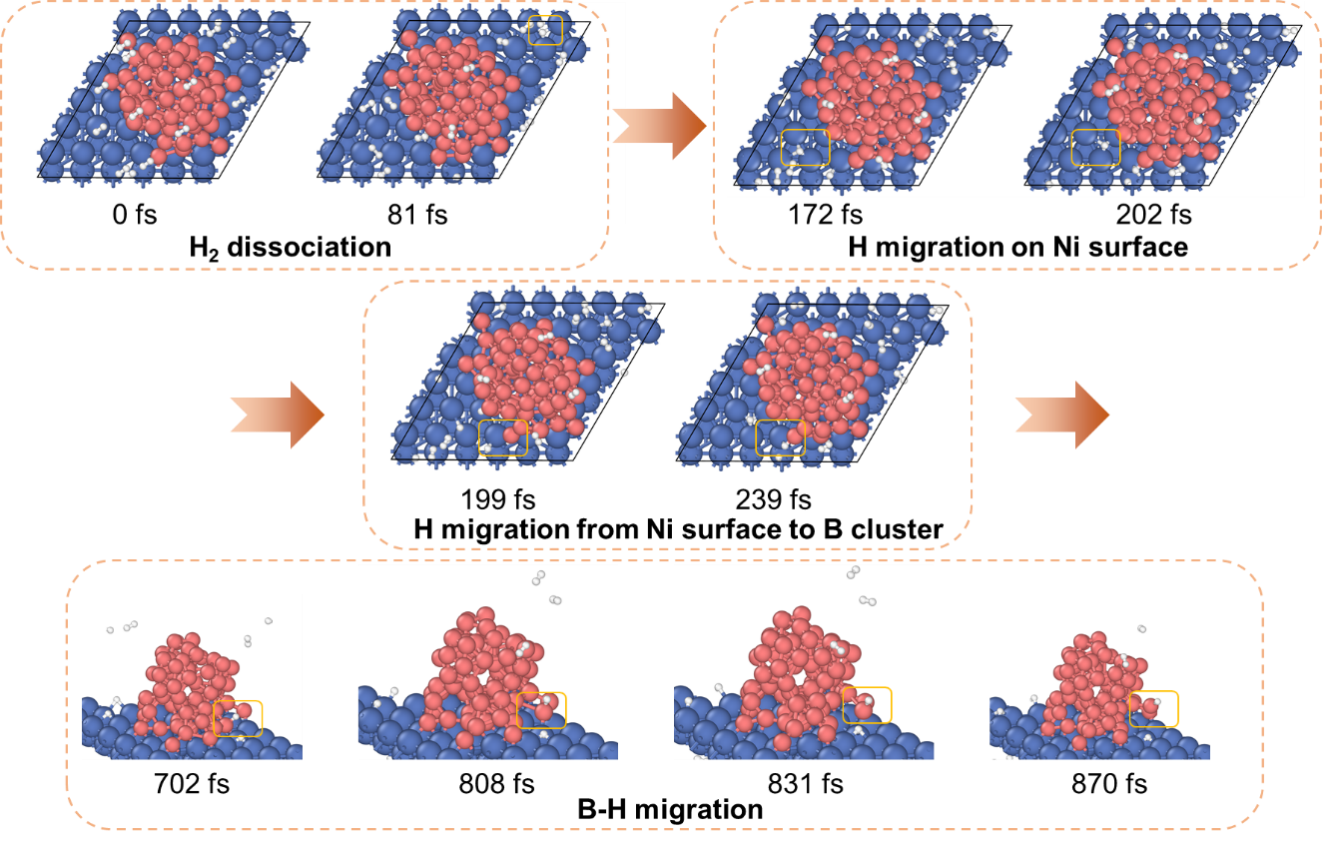 0 fs
81 fs
H₂ dissociation
172 fs
202 fs
H migration on Ni surface
199 fs
239 fs
H migration from Ni surface to B cluster
702 fs
808 fs
831 fs
870 fs
B-H migration